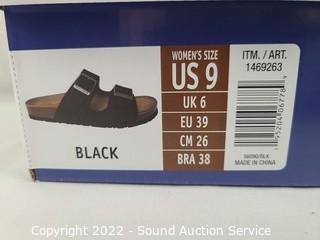 WOMEN'S SIZE
US 9
UK 6
EU 39
CM 26
BRA 38
BLACK
ITM. / ART.
1469263
MADE IN CHINA
Copyright 2022 - Sound Auction Service